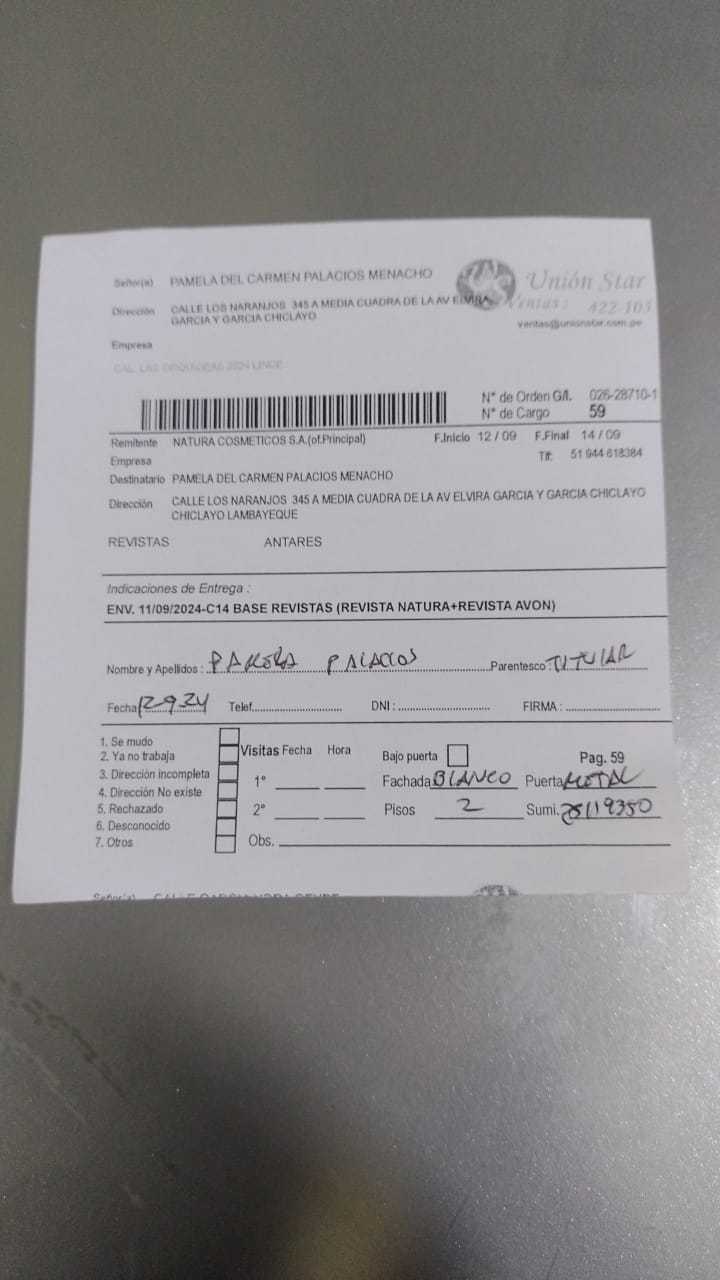 Señor(a) PAMELA DEL CARMEN PALACIOS MENACHO
Unión Star
Dirección CALLE LOS NARANJOS 345 A MEDIA CUADRA DE LA AV ELVIRA
GARCIA Y GARCIA CHICLAYO
Ventas: 422-103
ventas@unionstar.com.pe
Empresa
LINCE
N° de Orden G/I. 026-28710-1
N° de Cargo 59
Remitente NATURA COSMETICOS S.A.(of.Principal) F.Inicio 12 / 09 F.Final 14 / 09
Empresa Tlf: 51 944 618384
Destinatario PAMELA DEL CARMEN PALACIOS MENACHO
Dirección CALLE LOS NARANJOS 345 A MEDIA CUADRA DE LA AV ELVIRA GARCIA Y GARCIA CHICLAYO
CHICLAYO LAMBAYEQUE
REVISTAS ANTARES
Indicaciones de Entrega :
ENV. 11/09/2024-C14 BASE REVISTAS (REVISTA NATURA+REVISTA AVON)
Nombre y Apellidos : PAMELA PALACIOS Parentesco TITULAR
Fecha 12 9 24 Telef. DNI : FIRMA :
1. Se mudo
2. Ya no trabaja
3. Dirección incompleta
4. Dirección No existe
5. Rechazado
6. Desconocido
7. Otros
Visitas Fecha Hora
1°
2°
Obs.
Bajo puerta Pag. 59
Fachada BLANCO Puerta METAL
Pisos 2 Sumi. 25119350
Señor(a)